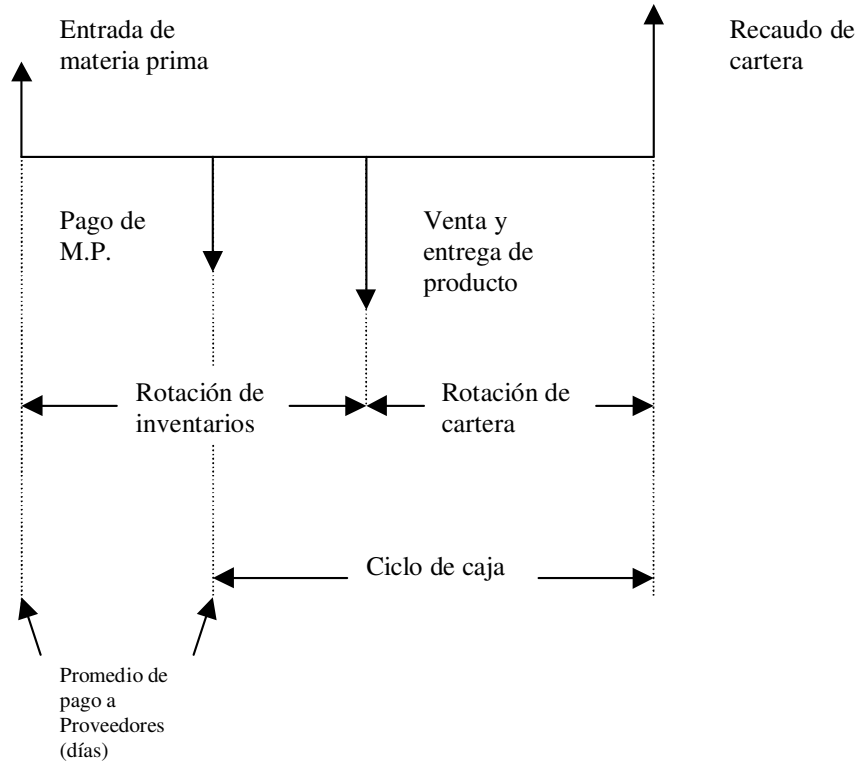 Entrada de
materia prima
Recaudo de
cartera
Pago de
M.P.
Venta y
entrega de
producto
Rotación de
inventarios
Rotación de
cartera
Ciclo de caja
Promedio de
pago a
Proveedores
(días)